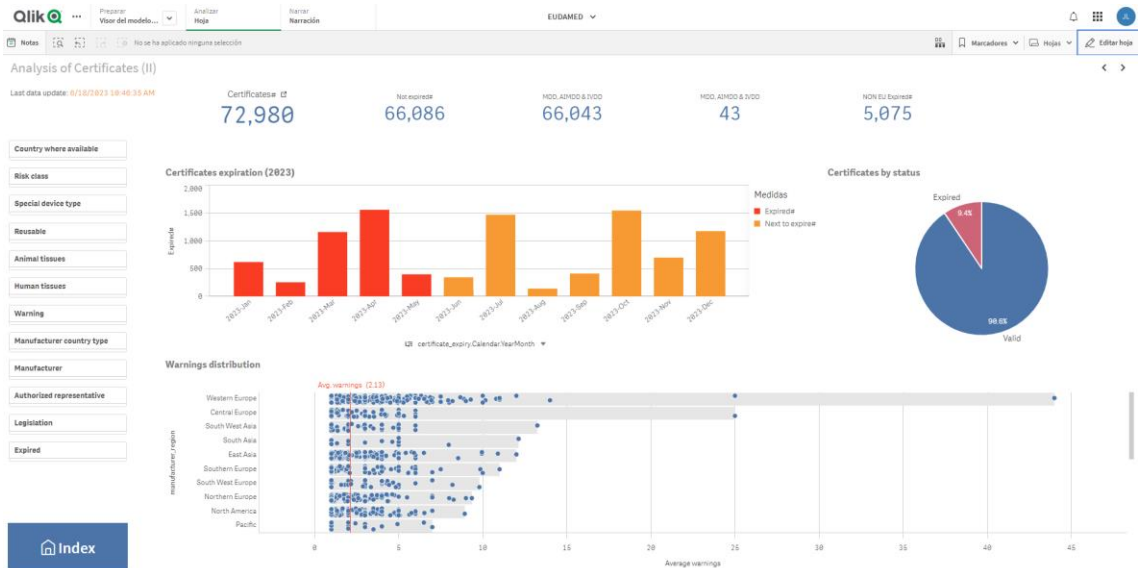 Qlik
Preparar
Visor del modelo...
Analizar
Hoja
Narrar
Narración
EUDAMED
Notas
No se ha aplicado ninguna selección
Marcadores
Hojas
Editar hoja
Analysis of Certificates (II)
Last data update: 6/18/2023 10:46:35 AM
Certificates#
72,980
Not expired#
66,086
MDD, AIMDD & IVDD
66,043
MDD, AIMDD & IVDD
43
NON EU Expired#
5,075
Country where available
Risk class
Special device type
Reusable
Animal tissues
Human tissues
Warning
Manufacturer country type
Manufacturer
Authorized representative
Legislation
Expired
Index
Certificates expiration (2023)
Expired#
2,000
1,500
1,000
500
0
2023-Jan
2023-Feb
2023-Mar
2023-Apr
2023-May
2023-Jun
2023-Jul
2023-Aug
2023-Sep
2023-Oct
2023-Nov
2023-Dec
certificate_expiry.Calendar.YearMonth
Medidas
Expired#
Next to expire#
Certificates by status
Expired
9.4%
90.6%
Valid
Warnings distribution
Avg. warnings (2.13)
manufacturer_region
Western Europe
Central Europe
South West Asia
South Asia
East Asia
Southern Europe
South West Europe
Northern Europe
North America
Pacific
0
5
10
15
20
25
30
35
40
45
Average warnings